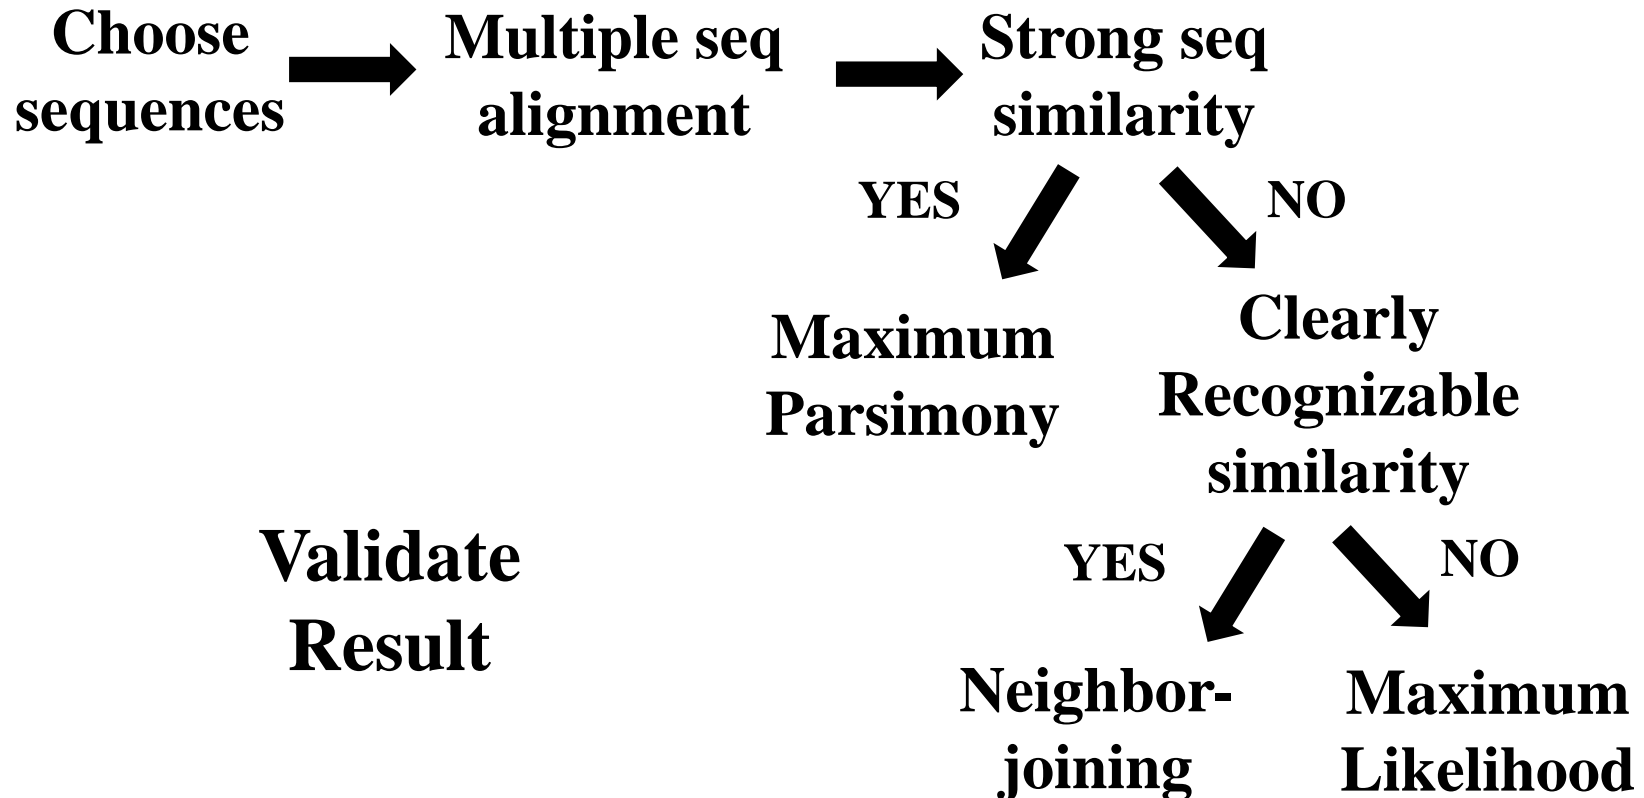 Choose
sequences
Multiple seq
alignment
Strong seq
similarity
YES
NO
Maximum
Parsimony
Clearly
Recognizable
similarity
Validate
Result
YES
NO
Neighbor-
joining
Maximum
Likelihood